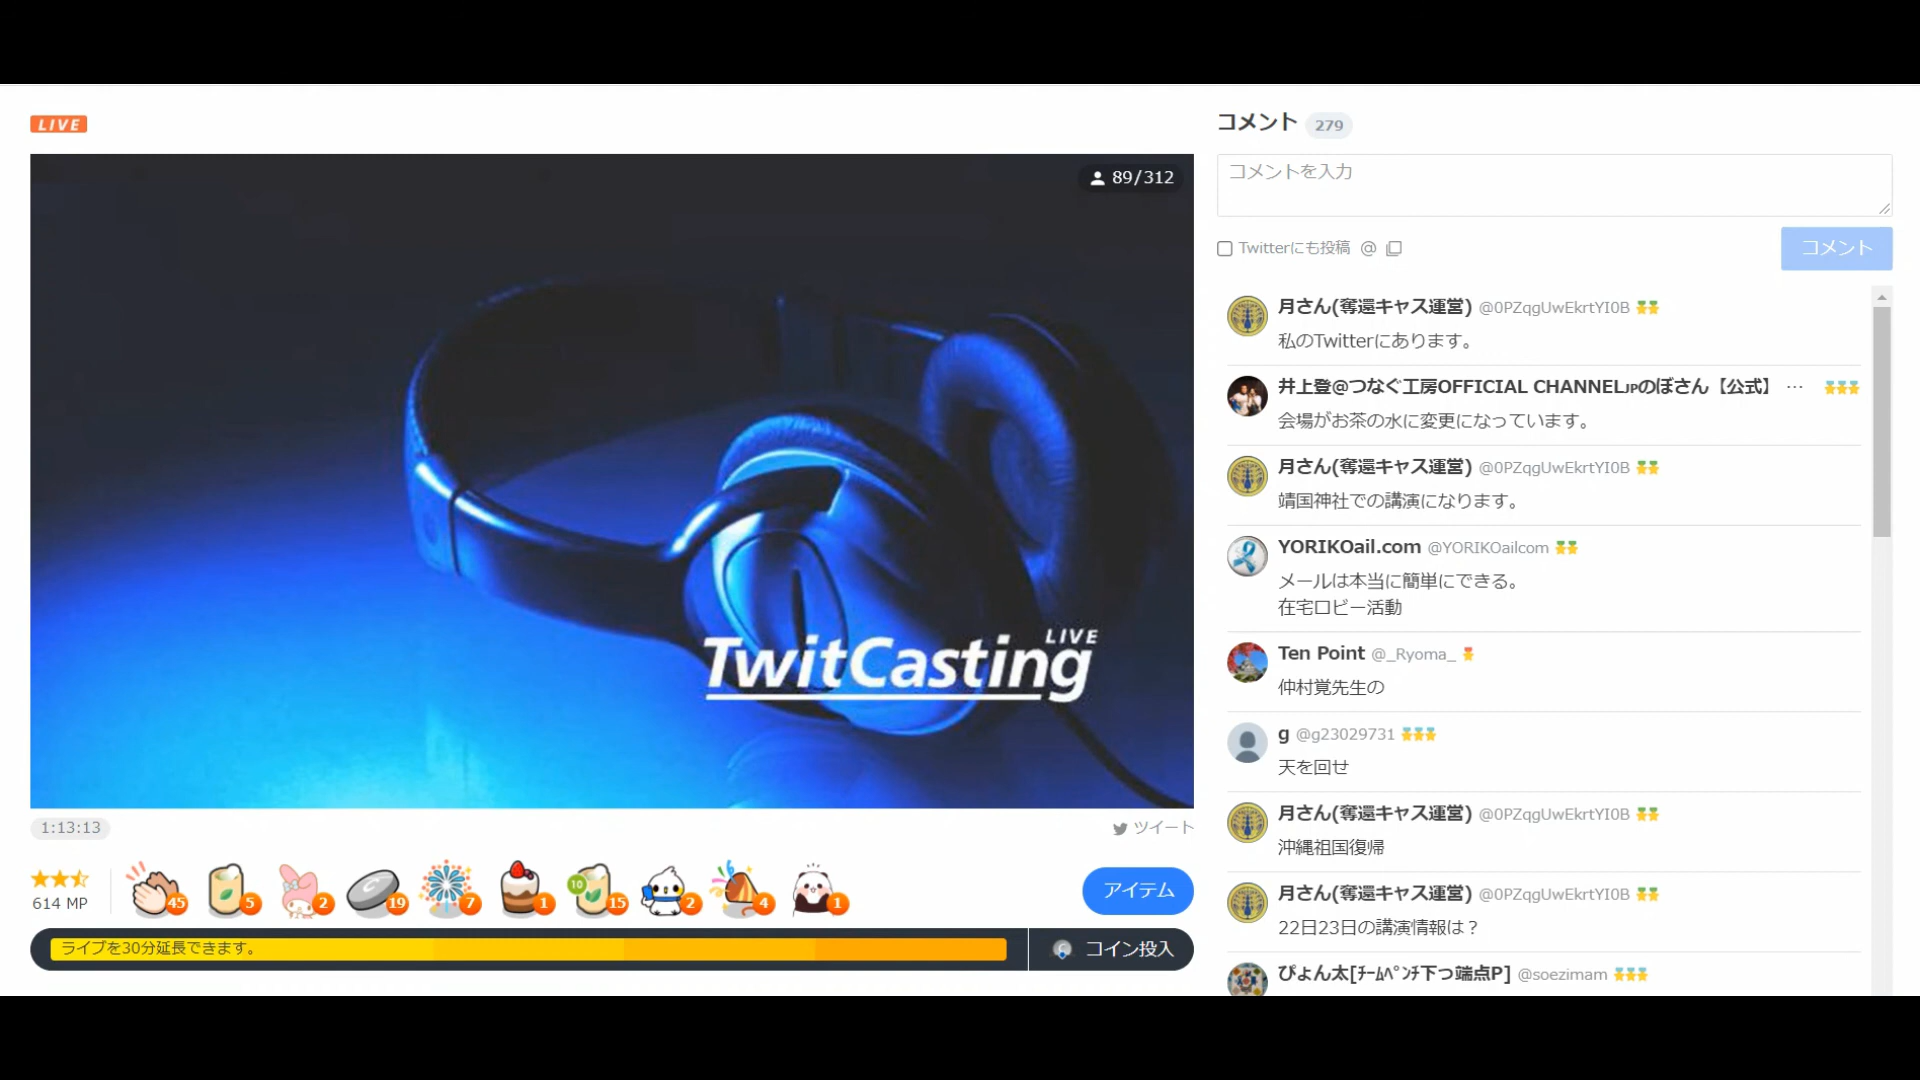 LIVE
89/312
TwitCasting LIVE
1:13:13
ツイート
614 MP
45
5
2
19
7
1
10
15
2
4
1
アイテム
ライブを30分延長できます。
コイン投入
コメント 279
コメントを入力
Twitterにも投稿 @
コメント
月さん(奪還キャス運営) @0PZqgUwEkrtYI0B
私のTwitterにあります。
井上登@つなぐ工房OFFICIAL CHANNELJPのぼさん【公式】 …
会場がお茶の水に変更になっています。
月さん(奪還キャス運営) @0PZqgUwEkrtYI0B
靖国神社での講演になります。
YORIKOail.com @YORIKOailcom
メールは本当に簡単にできる。
在宅ロビー活動
Ten Point @_Ryoma_
仲村覚先生の
g @g23029731
天を回せ
月さん(奪還キャス運営) @0PZqgUwEkrtYI0B
沖縄祖国復帰
月さん(奪還キャス運営) @0PZqgUwEkrtYI0B
22日23日の講演情報は？
ぴょん太[ﾁｰﾑﾍﾟﾝﾁ下っ端点P] @soezimam